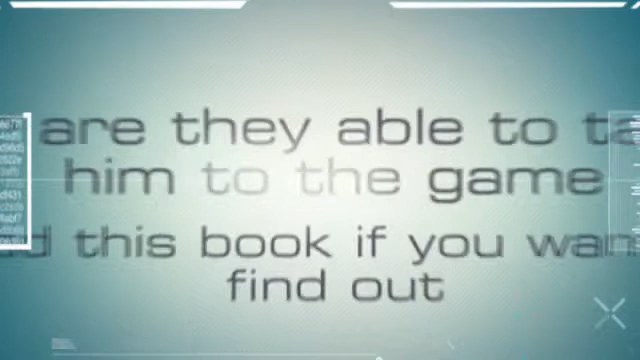 are they able to ta
him to the game
d this book if you wan
find out